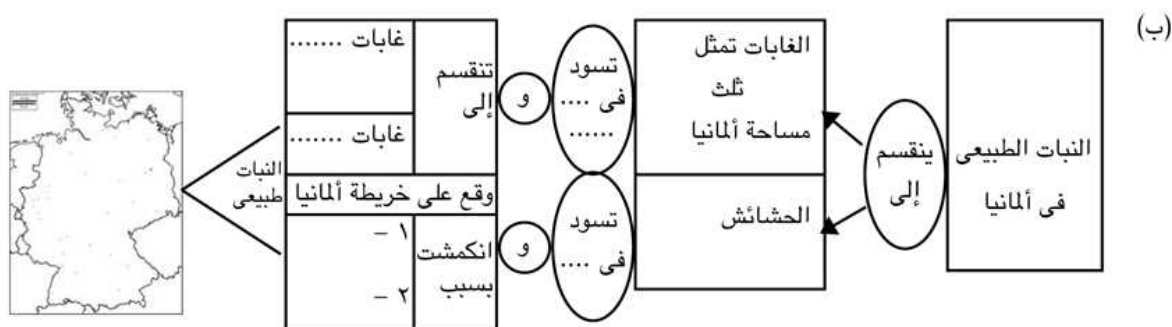 (ب)
النبات الطبيعى
فى ألمانيا
ينقسم
إلى
الغابات تمثل
ثلث
مساحة ألمانيا
الحشائش
تسود
فى ....
......
تسود
فى ....
و
و
تنقسم
إلى
غابات .......
غابات .......
وقع على خريطة ألمانيا
انكمشت
بسبب
١ –
٢ –
النبات
طبيعى